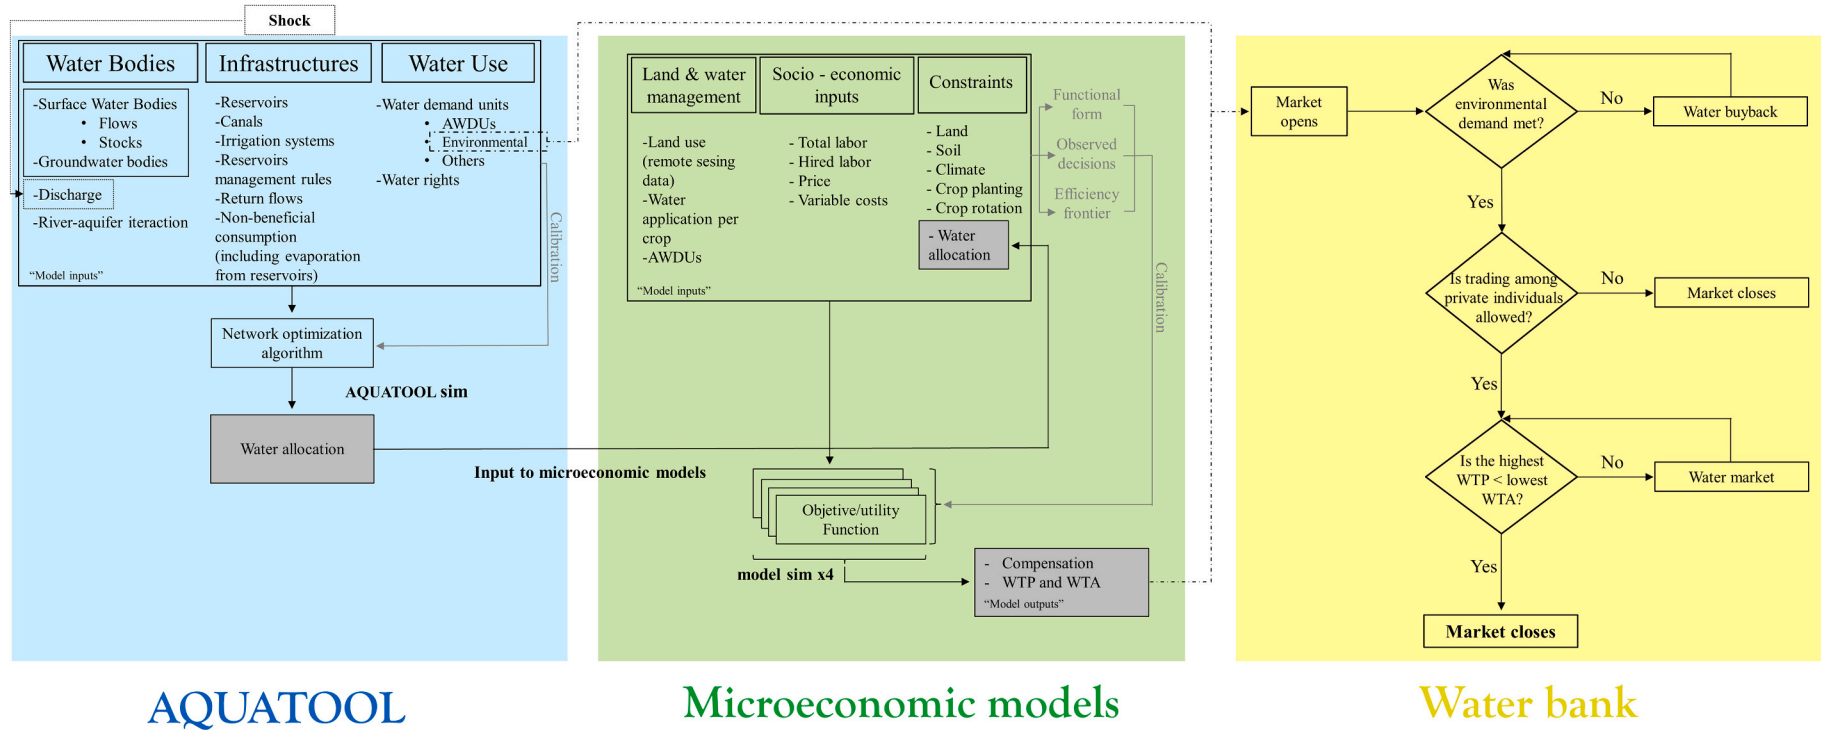 Shock
Water Bodies
-Surface Water Bodies
• Flows
• Stocks
-Groundwater bodies
-Discharge
-River-aquifer iteraction
“Model inputs”
Infrastructures
-Reservoirs
-Canals
-Irrigation systems
-Reservoirs
management rules
-Return flows
-Non-beneficial
consumption
(including evaporation
from reservoirs)
Water Use
-Water demand units
• AWDUs
• Environmental
• Others
-Water rights
Calibration
Network optimization
algorithm
AQUATOOL sim
Water allocation
Input to microeconomic models
AQUATOOL
Land & water
management
-Land use
(remote sesing
data)
-Water
application per
crop
-AWDUs
“Model inputs”
Socio - economic
inputs
- Total labor
- Hired labor
- Price
- Variable costs
Constraints
- Land
- Soil
- Climate
- Crop planting
- Crop rotation
- Water
allocation
Functional
form
Observed
decisions
Efficiency
frontier
Calibration
Objetive/utility
Function
model sim x4
- Compensation
- WTP and WTA
“Model outputs”
Microeconomic models
Market
opens
Was
environmental
demand met?
No
Water buyback
Yes
Is trading among
private individuals
allowed?
No
Market closes
Yes
Is the highest
WTP < lowest
WTA?
No
Water market
Yes
Market closes
Water bank